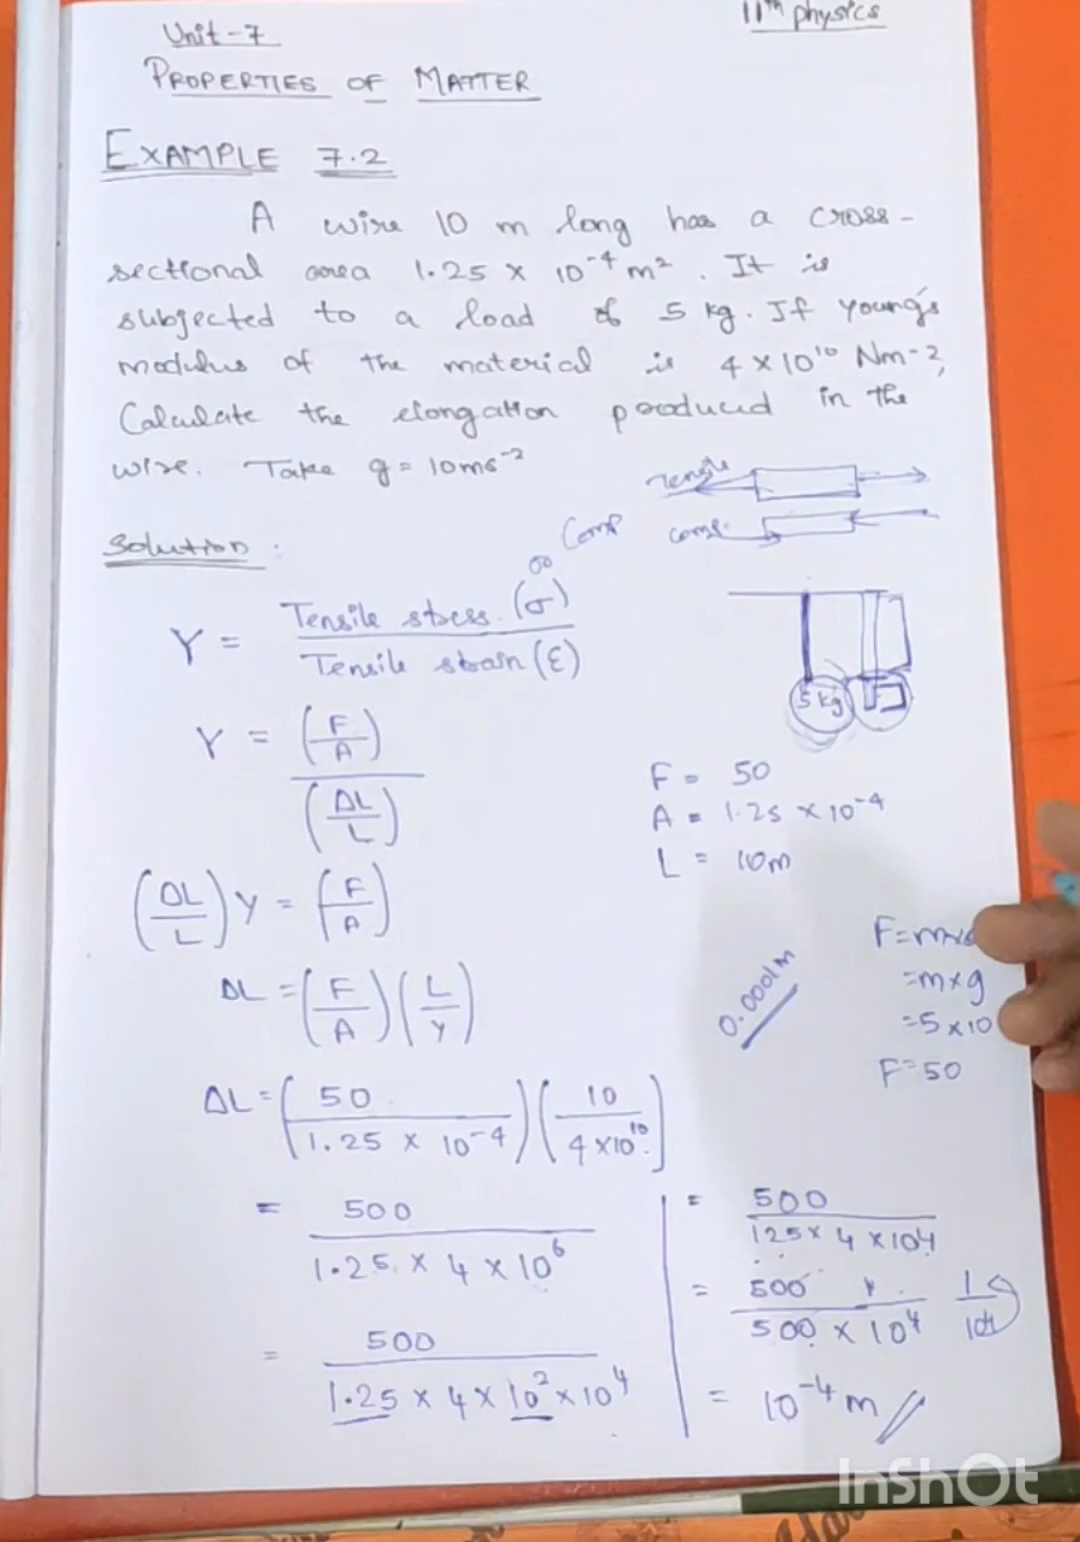 Unit-7
11th physics
PROPERTIES OF MATTER
EXAMPLE 7.2
A wire 10 m long has a cross-
sectional area 1.25 × 10⁻⁴ m². It is
subjected to a load of 5 kg. If young's
modulus of the material is 4 × 10¹⁰ Nm-2,
Calculate the elongation produced in the
wire. Take g = 10ms⁻²
Tensile
comp.
Comp
Solution :
Y = Tensile stress (σ) / Tensile strain (ε)
5 kg
Y = (F/A) / (ΔL/L)
F = 50
A = 1.25 × 10⁻⁴
L = 10m
(ΔL/L) Y = (F/A)
ΔL = (F/A) (L/Y)
0.0001m
= m×g
= 5 × 10
F = 50
ΔL = (50 / 1.25 × 10⁻⁴) (10 / 4×10¹⁰)
= 500 / 1.25 × 4 × 10⁶
= 500 / 1.25 × 4 × 10² × 10⁴
= 500 / 125 × 4 × 10⁴
= 500 / 500 × 10⁴
= 10⁻⁴ m
InShOt